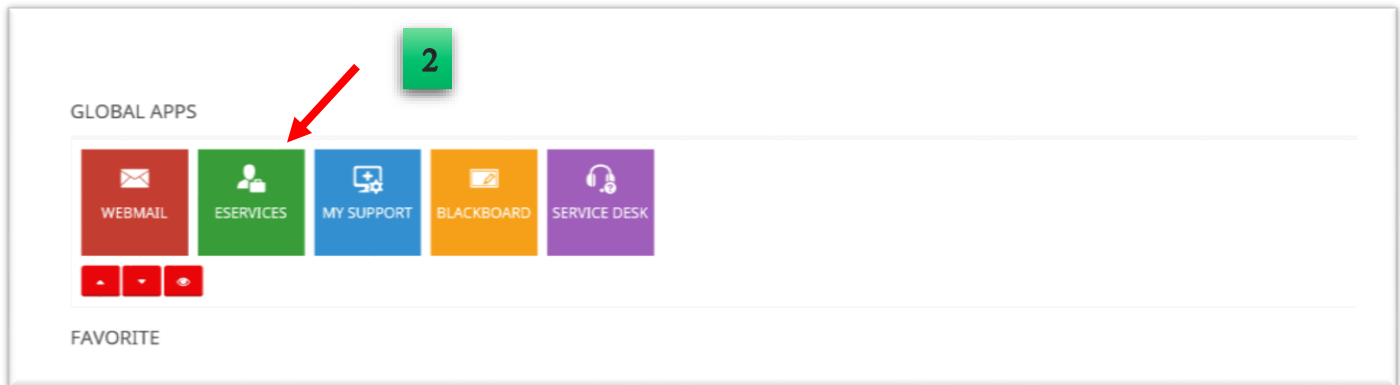 2
GLOBAL APPS
WEBMAIL ESERVICES MY SUPPORT BLACKBOARD SERVICE DESK
FAVORITE